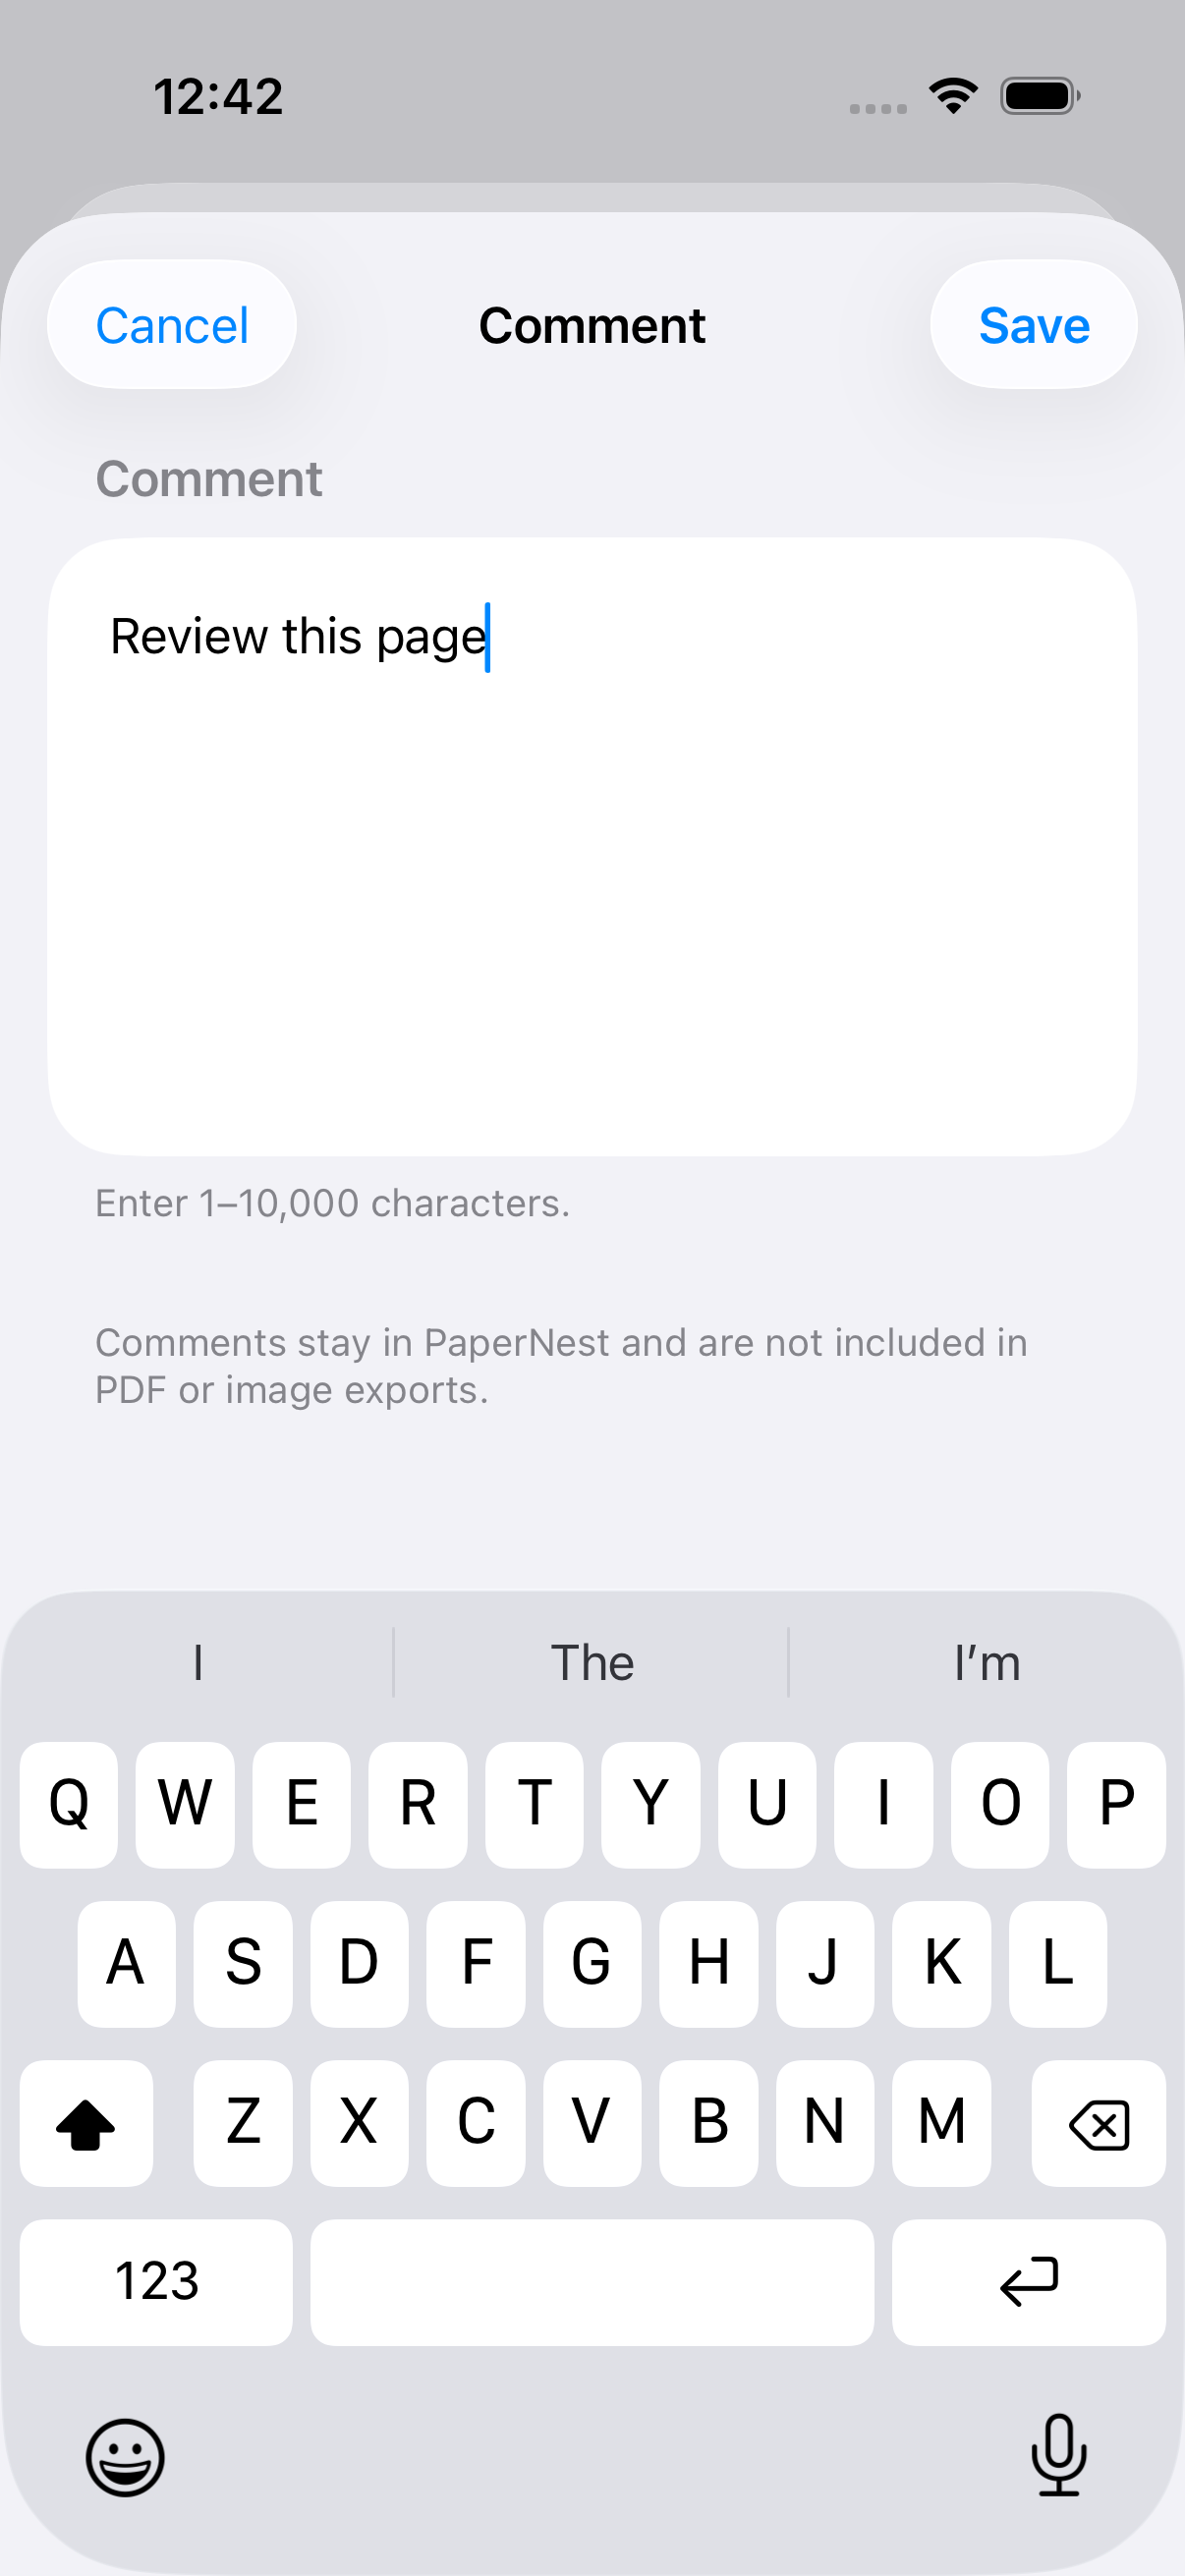 12:42
Cancel
Comment
Save
Comment
Review this page
Enter 1–10,000 characters.
Comments stay in PaperNest and are not included in
PDF or image exports.
I
The
I’m
Q W E R T Y U I O P
A S D F G H J K L
Z X C V B N M
123